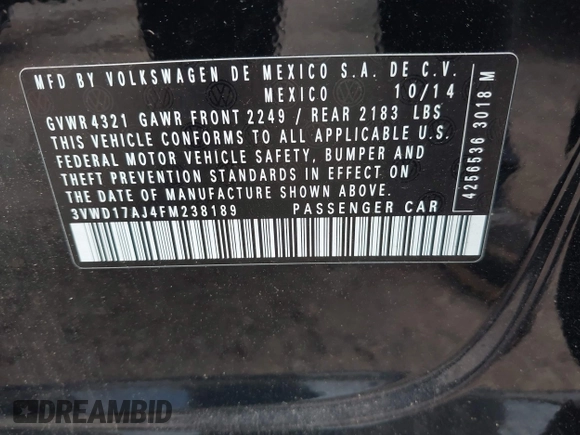 MFD BY VOLKSWAGEN DE MEXICO S.A. DE C.V.
MEXICO 10/14
GVWR 4321 GAWR FRONT 2249 / REAR 2183 LBS
THIS VEHICLE CONFORMS TO ALL APPLICABLE U.S.
FEDERAL MOTOR VEHICLE SAFETY, BUMPER AND
THEFT PREVENTION STANDARDS IN EFFECT ON
THE DATE OF MANUFACTURE SHOWN ABOVE.
3VWD17AJ4FM238189 PASSENGER CAR
4256536 3018 M
DREAMBID